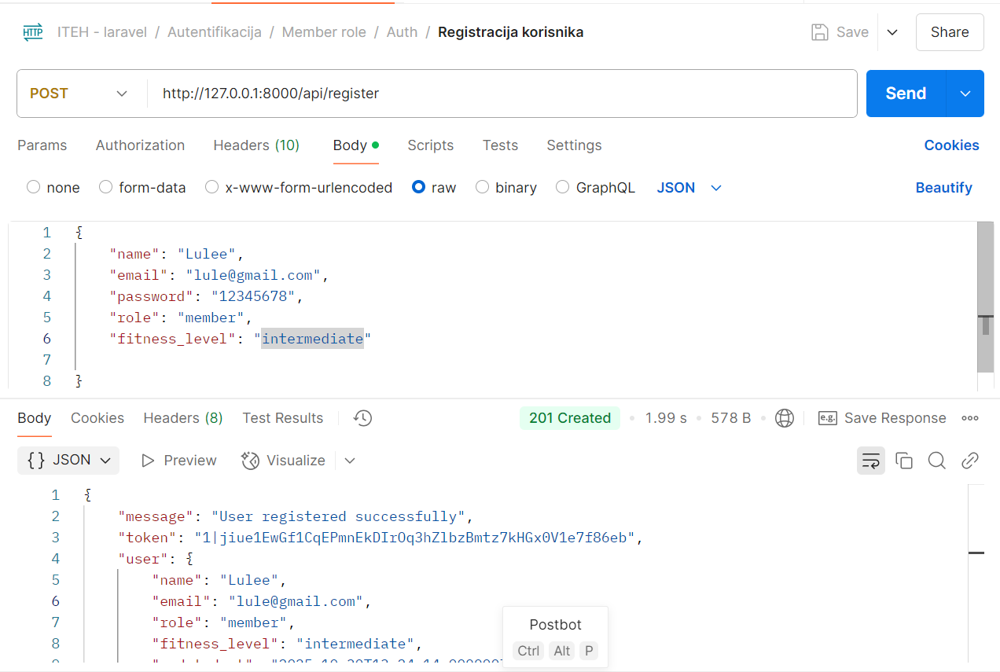 HTTP ITEH - laravel / Autentifikacija / Member role / Auth / Registracija korisnika Save Share
POST http://127.0.0.1:8000/api/register Send
Params Authorization Headers (10) Body Scripts Tests Settings Cookies
none form-data x-www-form-urlencoded raw binary GraphQL JSON Beautify
1 {
2 "name": "Lulee",
3 "email": "lule@gmail.com",
4 "password": "12345678",
5 "role": "member",
6 "fitness_level": "intermediate"
7
8 }
Body Cookies Headers (8) Test Results 201 Created • 1.99 s • 578 B • e.g. Save Response
{} JSON Preview Visualize
1 {
2 "message": "User registered successfully",
3 "token": "1|jiue1EwGf1CqEPmnEkDIrOq3hZlbzBmtz7kHGx0V1e7f86eb",
4 "user": {
5 "name": "Lulee",
6 "email": "lule@gmail.com",
7 "role": "member",
8 "fitness_level": "intermediate",
Postbot
Ctrl Alt P